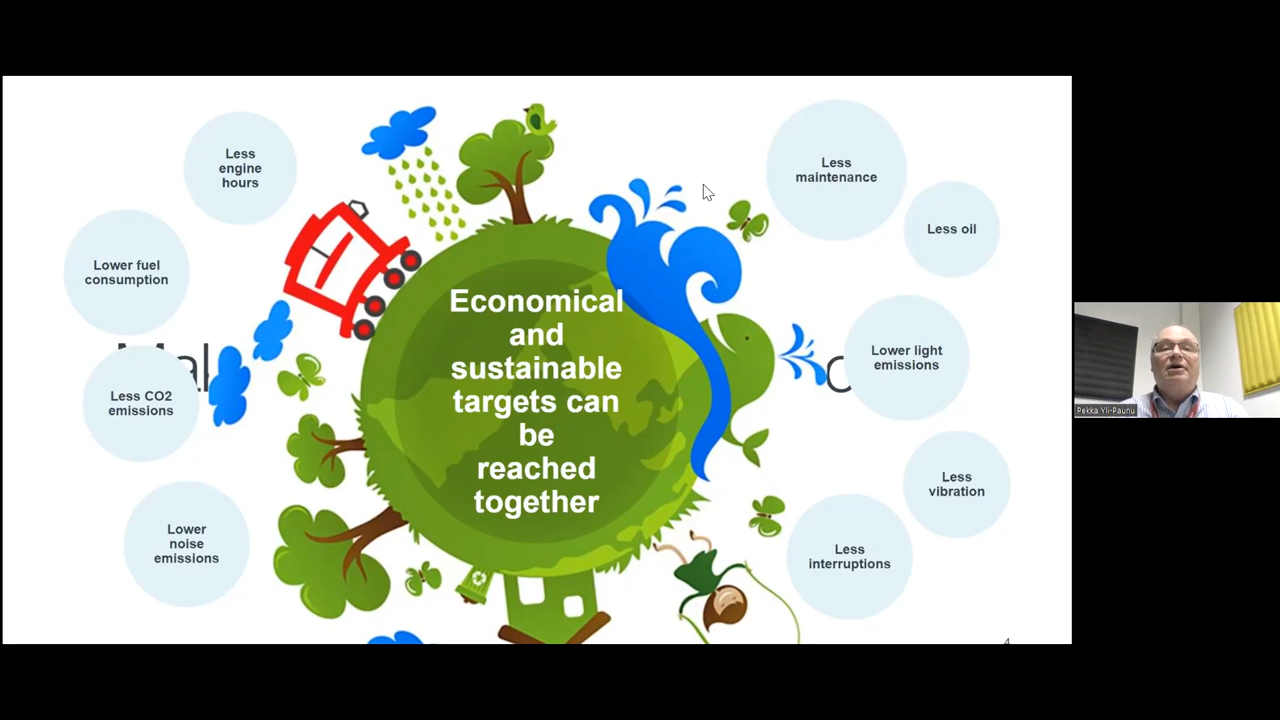 Less
engine
hours
Lower fuel
consumption
Less CO2
emissions
Lower
noise
emissions
Economical
and
sustainable
targets can
be
reached
together
Less
maintenance
Less oil
Lower light
emissions
Less
vibration
Less
interruptions
Pekka Yli-Paunu